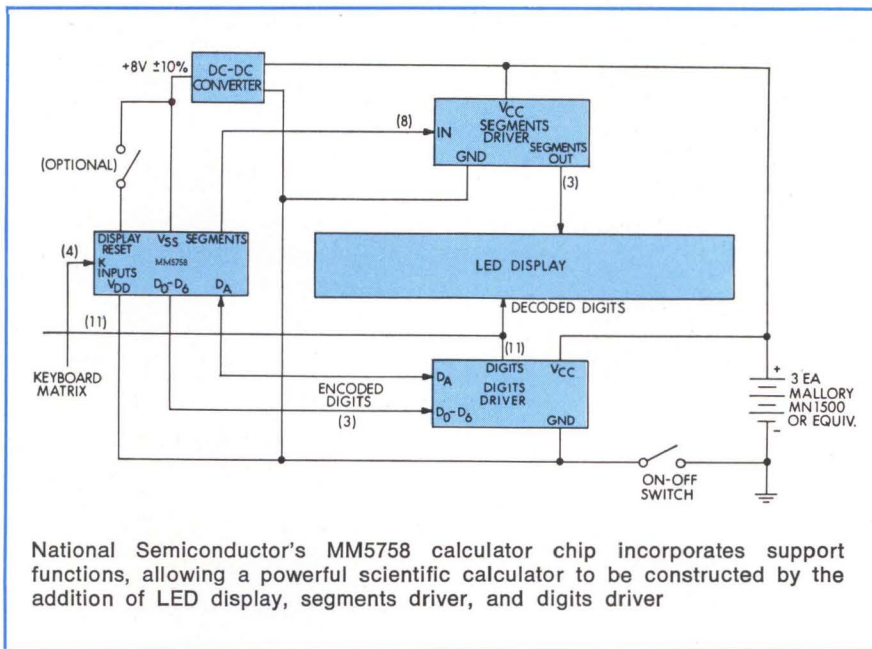 +8V ±10%
DC-DC
CONVERTER
(8)
VCC
IN
SEGMENTS
DRIVER
GND
SEGMENTS
OUT
(3)
(OPTIONAL)
DISPLAY
RESET
VSS
SEGMENTS
(4)
K
INPUTS
MM5758
VDD
D0-D6
DA
LED DISPLAY
DECODED DIGITS
(11)
(11)
KEYBOARD
MATRIX
DIGITS
VCC
DA
DIGITS
DRIVER
ENCODED
DIGITS
(3)
D0-D6
GND
+
3 EA
MALLORY
MN1500
OR EQUIV.
-
ON-OFF
SWITCH
National Semiconductor's MM5758 calculator chip incorporates support
functions, allowing a powerful scientific calculator to be constructed by the
addition of LED display, segments driver, and digits driver